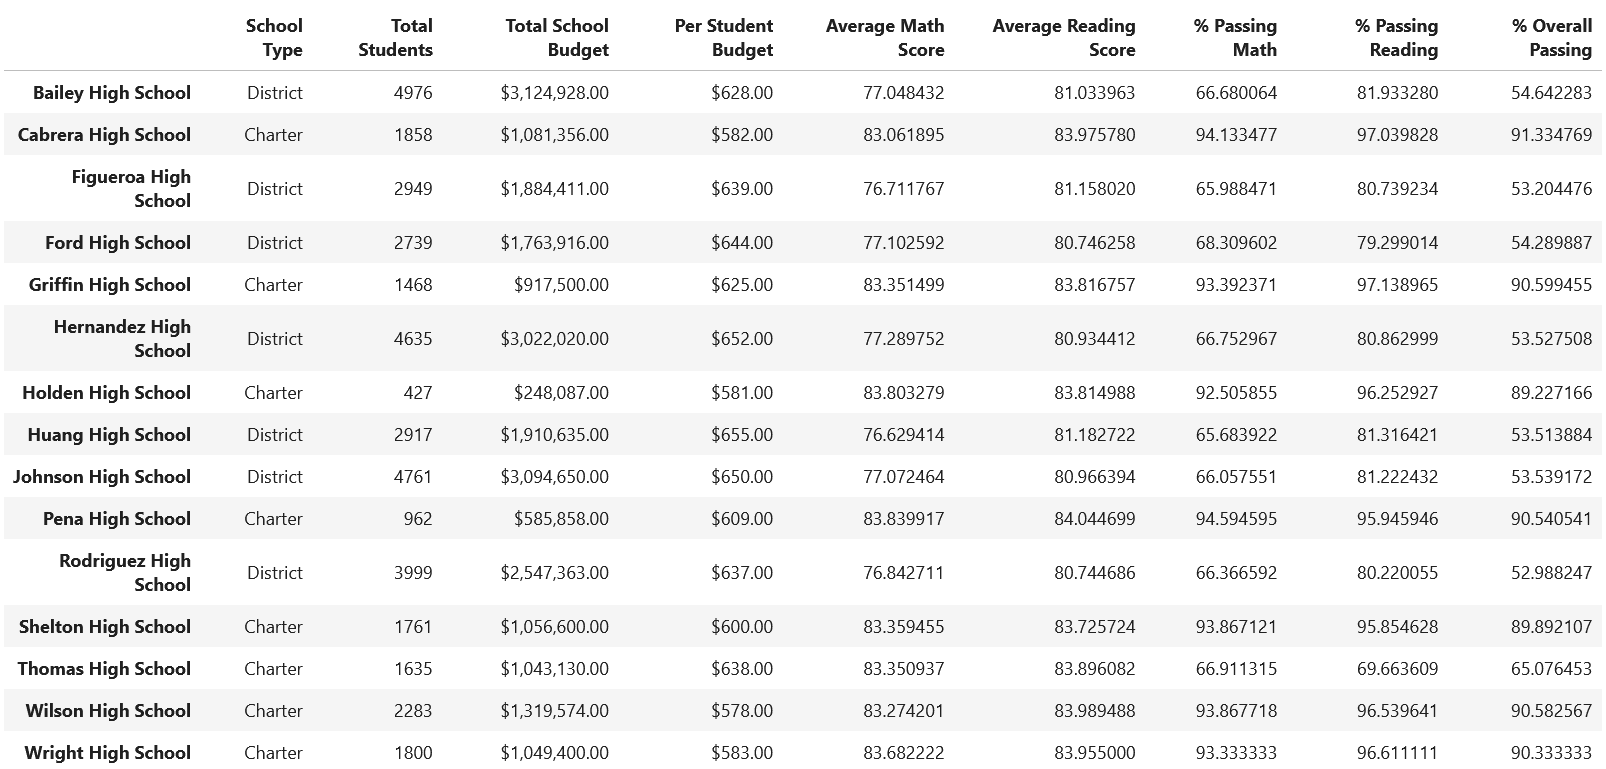 School Type Total Students Total School Budget Per Student Budget Average Math Score Average Reading Score % Passing Math % Passing Reading % Overall Passing
Bailey High School District 4976 $3,124,928.00 $628.00 77.048432 81.033963 66.680064 81.933280 54.642283
Cabrera High School Charter 1858 $1,081,356.00 $582.00 83.061895 83.975780 94.133477 97.039828 91.334769
Figueroa High School District 2949 $1,884,411.00 $639.00 76.711767 81.158020 65.988471 80.739234 53.204476
Ford High School District 2739 $1,763,916.00 $644.00 77.102592 80.746258 68.309602 79.299014 54.289887
Griffin High School Charter 1468 $917,500.00 $625.00 83.351499 83.816757 93.392371 97.138965 90.599455
Hernandez High School District 4635 $3,022,020.00 $652.00 77.289752 80.934412 66.752967 80.862999 53.527508
Holden High School Charter 427 $248,087.00 $581.00 83.803279 83.814988 92.505855 96.252927 89.227166
Huang High School District 2917 $1,910,635.00 $655.00 76.629414 81.182722 65.683922 81.316421 53.513884
Johnson High School District 4761 $3,094,650.00 $650.00 77.072464 80.966394 66.057551 81.222432 53.539172
Pena High School Charter 962 $585,858.00 $609.00 83.839917 84.044699 94.594595 95.945946 90.540541
Rodriguez High School District 3999 $2,547,363.00 $637.00 76.842711 80.744686 66.366592 80.220055 52.988247
Shelton High School Charter 1761 $1,056,600.00 $600.00 83.359455 83.725724 93.867121 95.854628 89.892107
Thomas High School Charter 1635 $1,043,130.00 $638.00 83.350937 83.896082 66.911315 69.663609 65.076453
Wilson High School Charter 2283 $1,319,574.00 $578.00 83.274201 83.989488 93.867718 96.539641 90.582567
Wright High School Charter 1800 $1,049,400.00 $583.00 83.682222 83.955000 93.333333 96.611111 90.333333